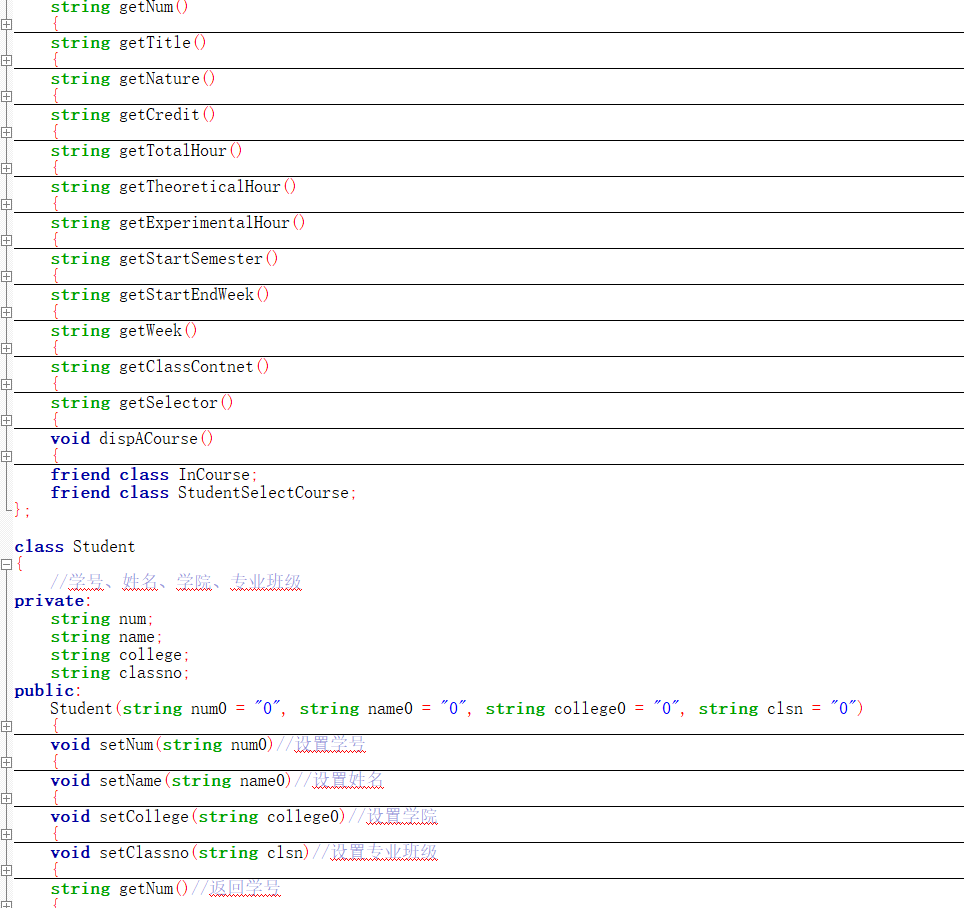 string getNum()
{
string getTitle()
{
string getNature()
{
string getCredit()
{
string getTotalHour()
{
string getTheoreticalHour()
{
string getExperimentalHour()
{
string getStartSemester()
{
string getStartEndWeek()
{
string getWeek()
{
string getClassContnet()
{
string getSelector()
{
void dispACourse()
{
friend class InCourse;
friend class StudentSelectCourse;
};
class Student
{
//学号、姓名、学院、专业班级
private:
string num;
string name;
string college;
string classno;
public:
Student(string num0 = "0", string name0 = "0", string college0 = "0", string clsn = "0")
{
void setNum(string num0)//设置学号
{
void setName(string name0)//设置姓名
{
void setCollege(string college0)//设置学院
{
void setClassno(string clsn)//设置专业班级
{
string getNum()//返回学号
{